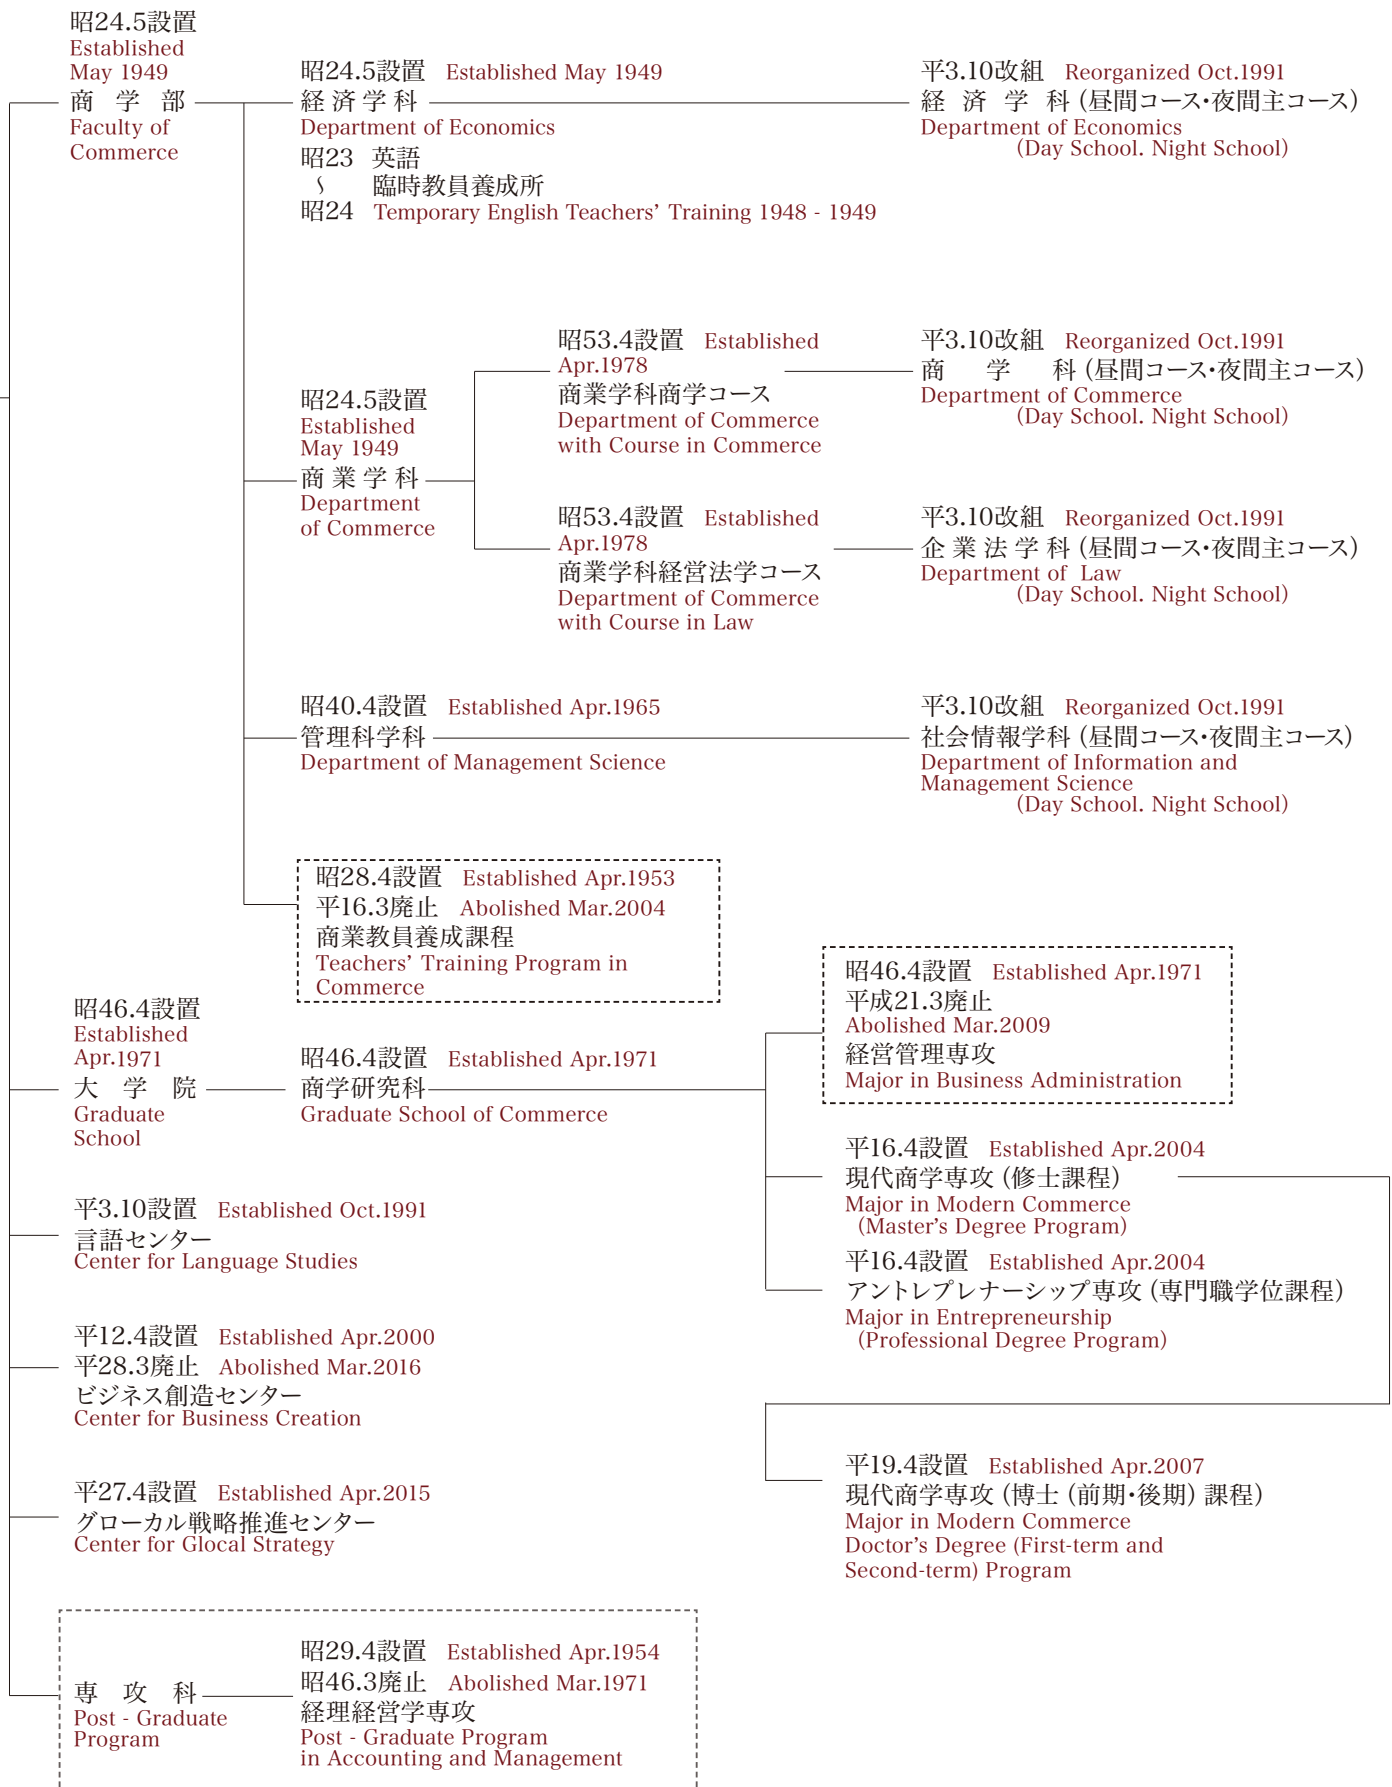 昭24.5設置
Established
May 1949
商学部
Faculty of
Commerce
昭24.5設置 Established May 1949
経済学科
Department of Economics
昭23 英語
〜 臨時教員養成所
昭24 Temporary English Teachers’ Training 1948 - 1949
平3.10改組 Reorganized Oct.1991
経済学科（昼間コース・夜間主コース）
Department of Economics
(Day School. Night School)
昭24.5設置
Established
May 1949
商業学科
Department
of Commerce
昭53.4設置 Established
Apr.1978
商業学科商学コース
Department of Commerce
with Course in Commerce
平3.10改組 Reorganized Oct.1991
商学科（昼間コース・夜間主コース）
Department of Commerce
(Day School. Night School)
昭53.4設置 Established
Apr.1978
商業学科経営法学コース
Department of Commerce
with Course in Law
平3.10改組 Reorganized Oct.1991
企業法学科（昼間コース・夜間主コース）
Department of Law
(Day School. Night School)
昭40.4設置 Established Apr.1965
管理科学科
Department of Management Science
平3.10改組 Reorganized Oct.1991
社会情報学科（昼間コース・夜間主コース）
Department of Information and
Management Science
(Day School. Night School)
昭28.4設置 Established Apr.1953
平16.3廃止 Abolished Mar.2004
商業教員養成課程
Teachers’ Training Program in
Commerce
昭46.4設置
Established
Apr.1971
大学院
Graduate
School
昭46.4設置 Established Apr.1971
商学研究科
Graduate School of Commerce
昭46.4設置 Established Apr.1971
平成21.3廃止
Abolished Mar.2009
経営管理専攻
Major in Business Administration
平16.4設置 Established Apr.2004
現代商学専攻（修士課程）
Major in Modern Commerce
(Master’s Degree Program)
平16.4設置 Established Apr.2004
アントレプレナーシップ専攻（専門職学位課程）
Major in Entrepreneurship
(Professional Degree Program)
平19.4設置 Established Apr.2007
現代商学専攻（博士（前期・後期）課程）
Major in Modern Commerce
Doctor’s Degree (First-term and
Second-term) Program
平3.10設置 Established Oct.1991
言語センター
Center for Language Studies
平12.4設置 Established Apr.2000
平28.3廃止 Abolished Mar.2016
ビジネス創造センター
Center for Business Creation
平27.4設置 Established Apr.2015
グローカル戦略推進センター
Center for Glocal Strategy
専攻科
Post - Graduate
Program
昭29.4設置 Established Apr.1954
昭46.3廃止 Abolished Mar.1971
経理経営学専攻
Post - Graduate Program
in Accounting and Management